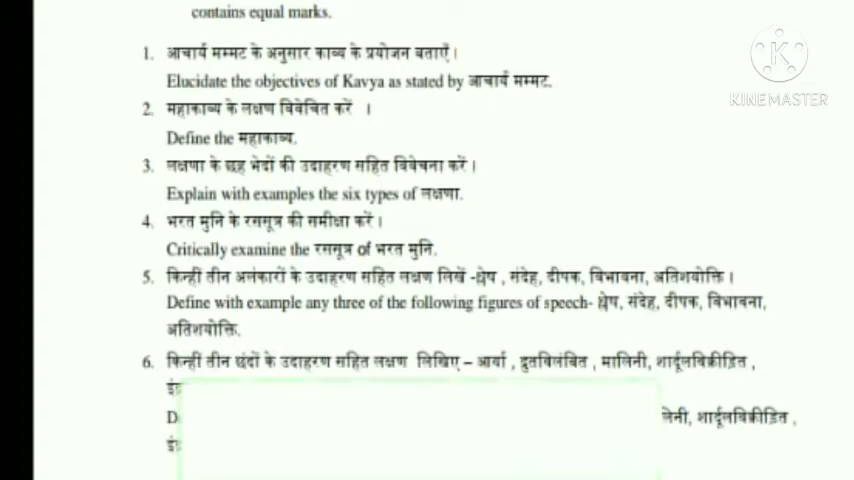 contains equal marks.
KINEMASTER
1. आचार्य मम्मट के अनुसार काव्य के प्रयोजन बताएँ।
Elucidate the objectives of Kavya as stated by आचार्य मम्मट.
2. महाकाव्य के लक्षण विवेचित करें ।
Define the महाकाव्य.
3. लक्षणा के छह भेदों की उदाहरण सहित विवेचना करें।
Explain with examples the six types of लक्षणा.
4. भरत मुनि के रससूत्र की समीक्षा करें।
Critically examine the रससूत्र of भरत मुनि.
5. किन्हीं तीन अलंकारों के उदाहरण सहित लक्षण लिखें -श्लेष , संदेह, दीपक, विभावना, अतिशयोक्ति।
Define with example any three of the following figures of speech- श्लेष, संदेह, दीपक, विभावना,
अतिशयोक्ति.
6. किन्हीं तीन छंदों के उदाहरण सहित लक्षण लिखिए – आर्या , द्रुतविलंबित , मालिनी, शार्दूलविक्रीडित ,
शार्दूलविक्रीडित ,